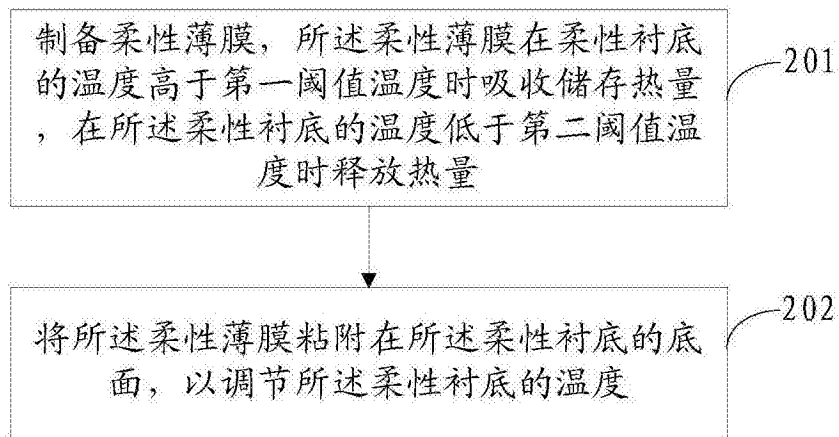 制备柔性薄膜，所述柔性薄膜在柔性衬底
的温度高于第一阈值温度时吸收储存热量
，在所述柔性衬底的温度低于第二阈值温
度时释放热量
201
将所述柔性薄膜粘附在所述柔性衬底的底
面，以调节所述柔性衬底的温度
202